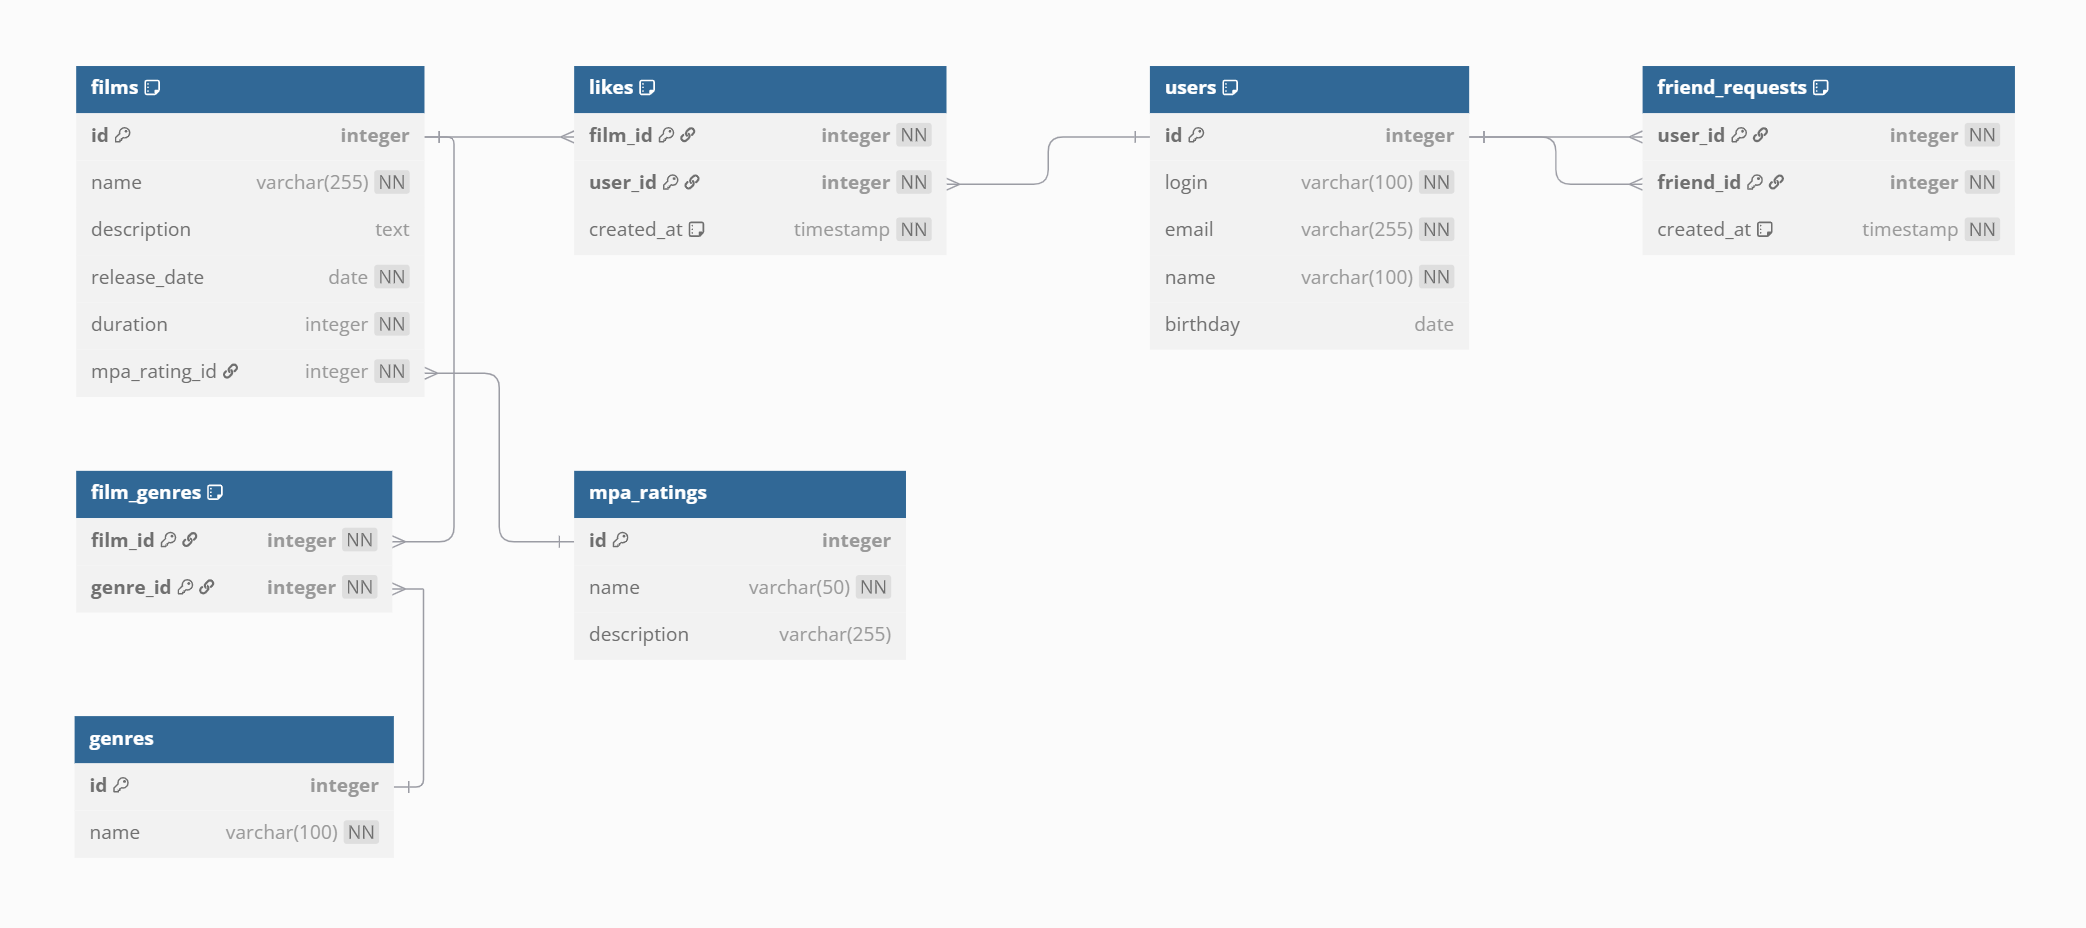 films
id integer
name varchar(255) NN
description text
release_date date NN
duration integer NN
mpa_rating_id integer NN
likes
film_id integer NN
user_id integer NN
created_at timestamp NN
users
id integer
login varchar(100) NN
email varchar(255) NN
name varchar(100) NN
birthday date
friend_requests
user_id integer NN
friend_id integer NN
created_at timestamp NN
film_genres
film_id integer NN
genre_id integer NN
mpa_ratings
id integer
name varchar(50) NN
description varchar(255)
genres
id integer
name varchar(100) NN